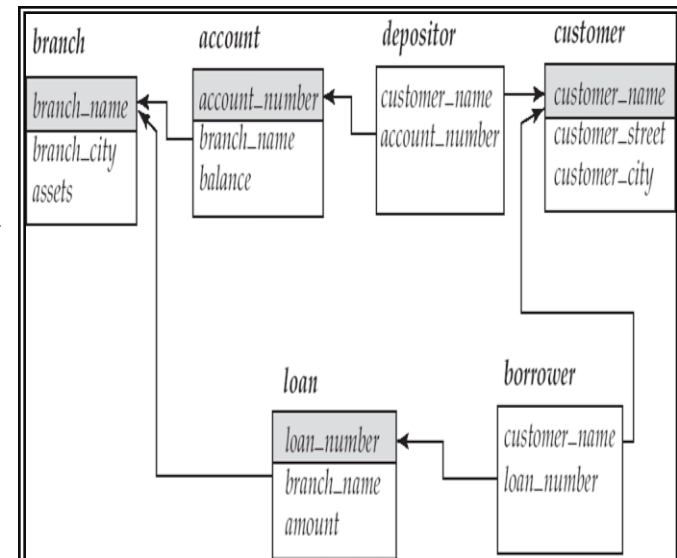 branch
branch_name
branch_city
assets
account
account_number
branch_name
balance
depositor
customer_name
account_number
customer
customer_name
customer_street
customer_city
loan
loan_number
branch_name
amount
borrower
customer_name
loan_number